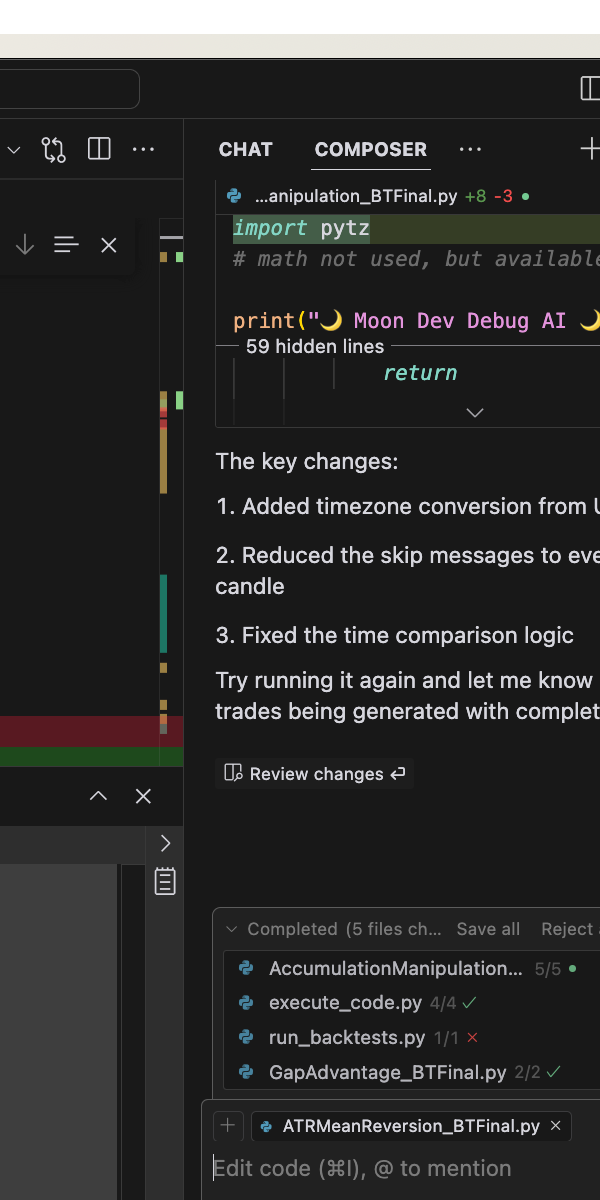 CHAT COMPOSER ···
...anipulation_BTFinal.py +8 -3
import pytz
# math not used, but available
print("🌙 Moon Dev Debug AI 🌙
59 hidden lines
return
The key changes:
1. Added timezone conversion from U
2. Reduced the skip messages to eve
candle
3. Fixed the time comparison logic
Try running it again and let me know
trades being generated with complet
Review changes ↵
Completed (5 files ch... Save all Reject a
AccumulationManipulation... 5/5
execute_code.py 4/4 ✓
run_backtests.py 1/1 ×
GapAdvantage_BTFinal.py 2/2 ✓
+ ATRMeanReversion_BTFinal.py ×
Edit code (⌘I), @ to mention